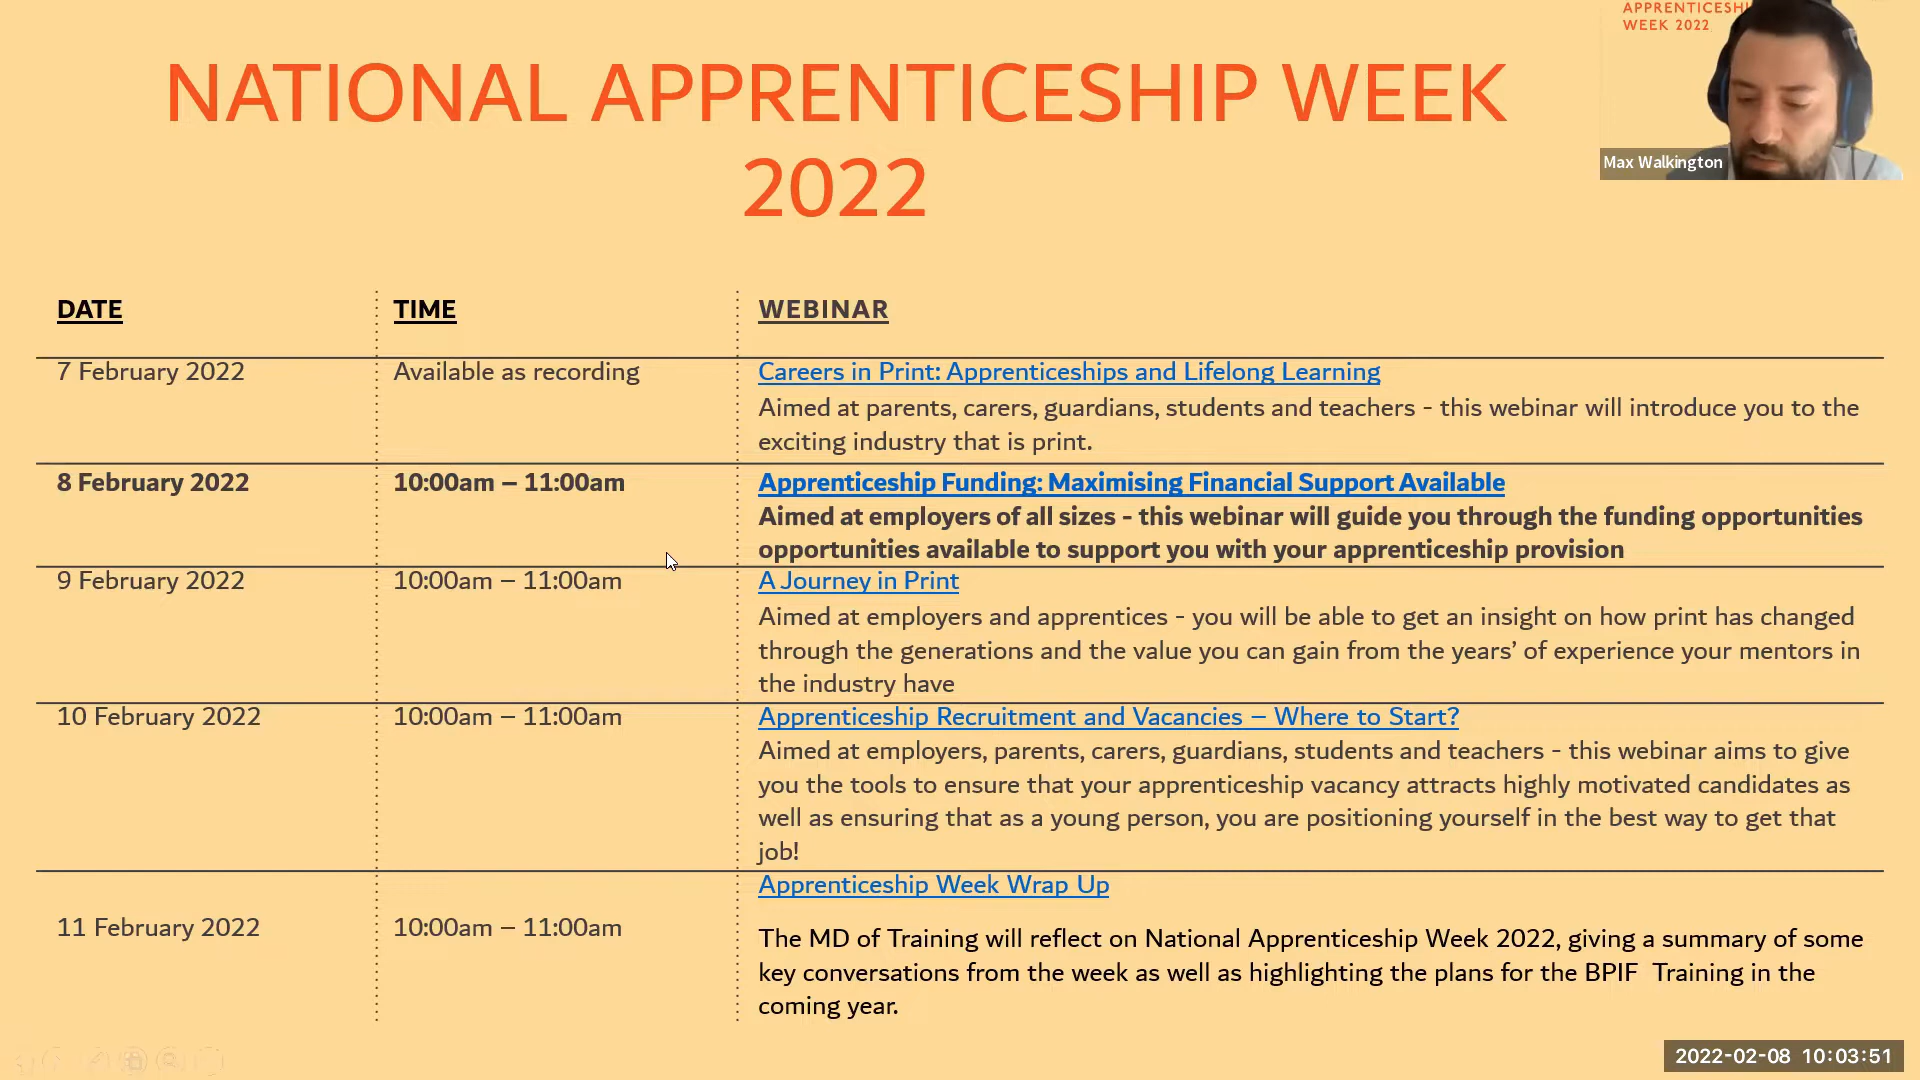 APPRENTICESHI
WEEK 2022
NATIONAL APPRENTICESHIP WEEK
2022
Max Walkington
DATE
TIME
WEBINAR
7 February 2022
Available as recording
Careers in Print: Apprenticeships and Lifelong Learning
Aimed at parents, carers, guardians, students and teachers - this webinar will introduce you to the
exciting industry that is print.
8 February 2022
10:00am – 11:00am
Apprenticeship Funding: Maximising Financial Support Available
Aimed at employers of all sizes - this webinar will guide you through the funding opportunities
opportunities available to support you with your apprenticeship provision
9 February 2022
10:00am – 11:00am
A Journey in Print
Aimed at employers and apprentices - you will be able to get an insight on how print has changed
through the generations and the value you can gain from the years’ of experience your mentors in
the industry have
10 February 2022
10:00am – 11:00am
Apprenticeship Recruitment and Vacancies – Where to Start?
Aimed at employers, parents, carers, guardians, students and teachers - this webinar aims to give
you the tools to ensure that your apprenticeship vacancy attracts highly motivated candidates as
well as ensuring that as a young person, you are positioning yourself in the best way to get that
job!
11 February 2022
10:00am – 11:00am
Apprenticeship Week Wrap Up
The MD of Training will reflect on National Apprenticeship Week 2022, giving a summary of some
key conversations from the week as well as highlighting the plans for the BPIF  Training in the
coming year.
2022-02-08 10:03:51